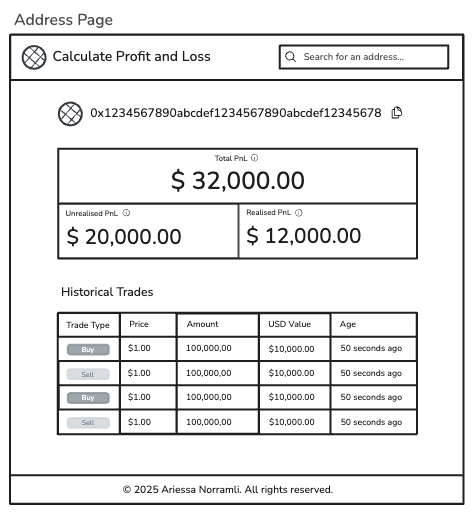 Address Page
Calculate Profit and Loss
Search for an address...
0x1234567890abcdef1234567890abcdef12345678
Total PnL
$ 32,000.00
Unrealised PnL
$ 20,000.00
Realised PnL
$ 12,000.00
Historical Trades
Trade Type Price Amount USD Value Age
Buy $1.00 100,000,00 $10,000.00 50 seconds ago
Sell $1.00 100,000,00 $10,000.00 50 seconds ago
Buy $1.00 100,000,00 $10,000.00 50 seconds ago
Sell $1.00 100,000,00 $10,000.00 50 seconds ago
© 2025 Ariessa Norramli. All rights reserved.